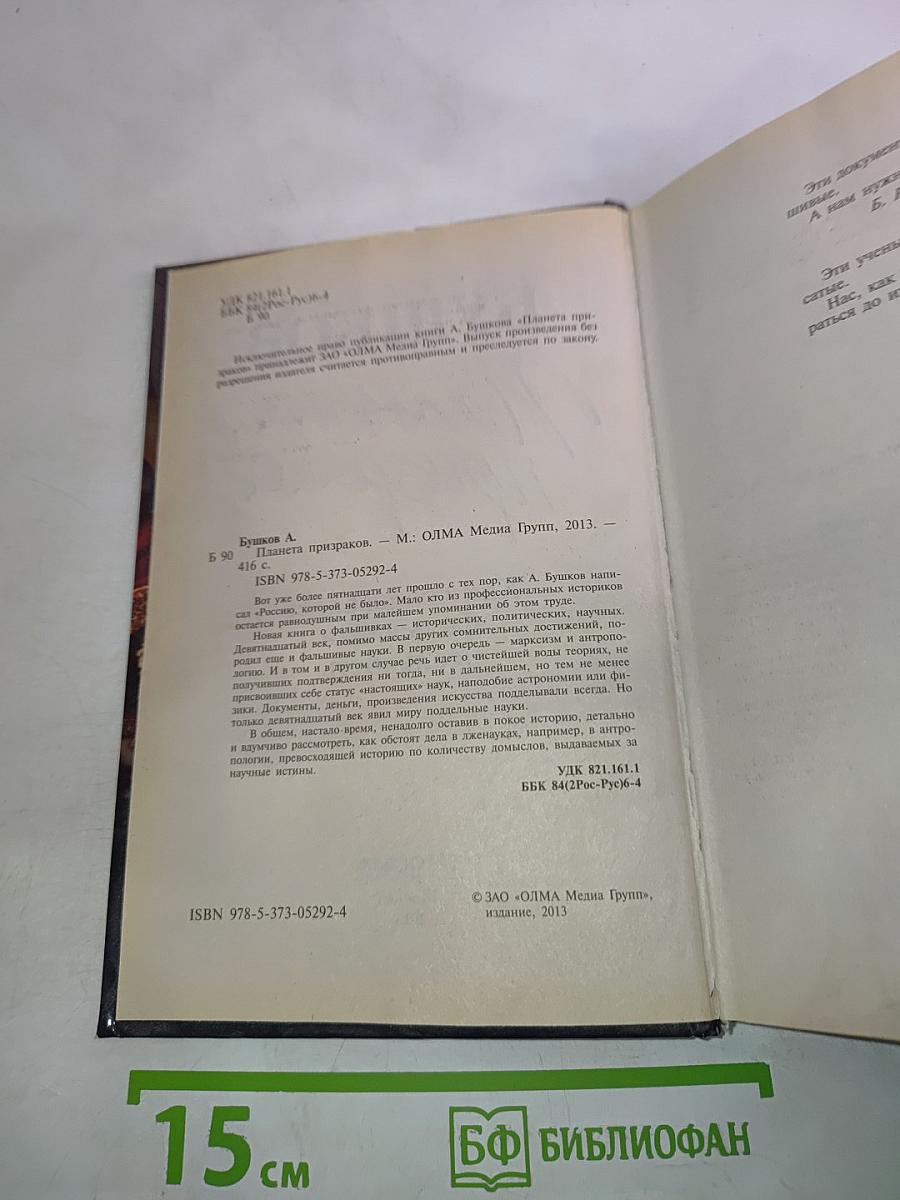 УДК 821.161.1
ББК 84(2Рос-Рус)6-4
Б 90
Исключительное право публикации книги А. Бушкова «Планета при-
зраков» принадлежит ЗАО «ОЛМА Медиа Групп». Выпуск произведения без
разрешения издателя считается противоправным и преследуется по закону.
Бушков А.
Б 90 Планета призраков. — М.: ОЛМА Медиа Групп, 2013. —
416 с.
ISBN 978-5-373-05292-4
Вот уже более пятнадцати лет прошло с тех пор, как А. Бушков напи-
сал «Россию, которой не было». Мало кто из профессиональных историков
остается равнодушным при малейшем упоминании об этом труде.
Новая книга о фальшивках — исторических, политических, научных.
Девятнадцатый век, помимо массы других сомнительных достижений, по-
родил еще и фальшивые науки. В первую очередь — марксизм и антропо-
логию. И в том и в другом случае речь идет о чистейшей воды теориях, не
получивших подтверждения ни тогда, ни в дальнейшем, но тем не менее
присвоивших себе статус «настоящих» наук, наподобие астрономии или фи-
зики. Документы, деньги, произведения искусства подделывали всегда. Но
только девятнадцатый век явил миру поддельные науки.
В общем, настало время, ненадолго оставив в покое историю, детально
и вдумчиво рассмотреть, как обстоят дела в лженауках, например, в антро-
пологии, превосходящей историю по количеству домыслов, выдаваемых за
научные истины.
УДК 821.161.1
ББК 84(2Рос-Рус)6-4
ISBN 978-5-373-05292-4
© ЗАО «ОЛМА Медиа Групп»,
издание, 2013
Эти документ
шивые.
А нам нужн
Б.
Эти учены
сатые.
Нас, как
раться до и
15 см
БФ БИБЛИОФАН